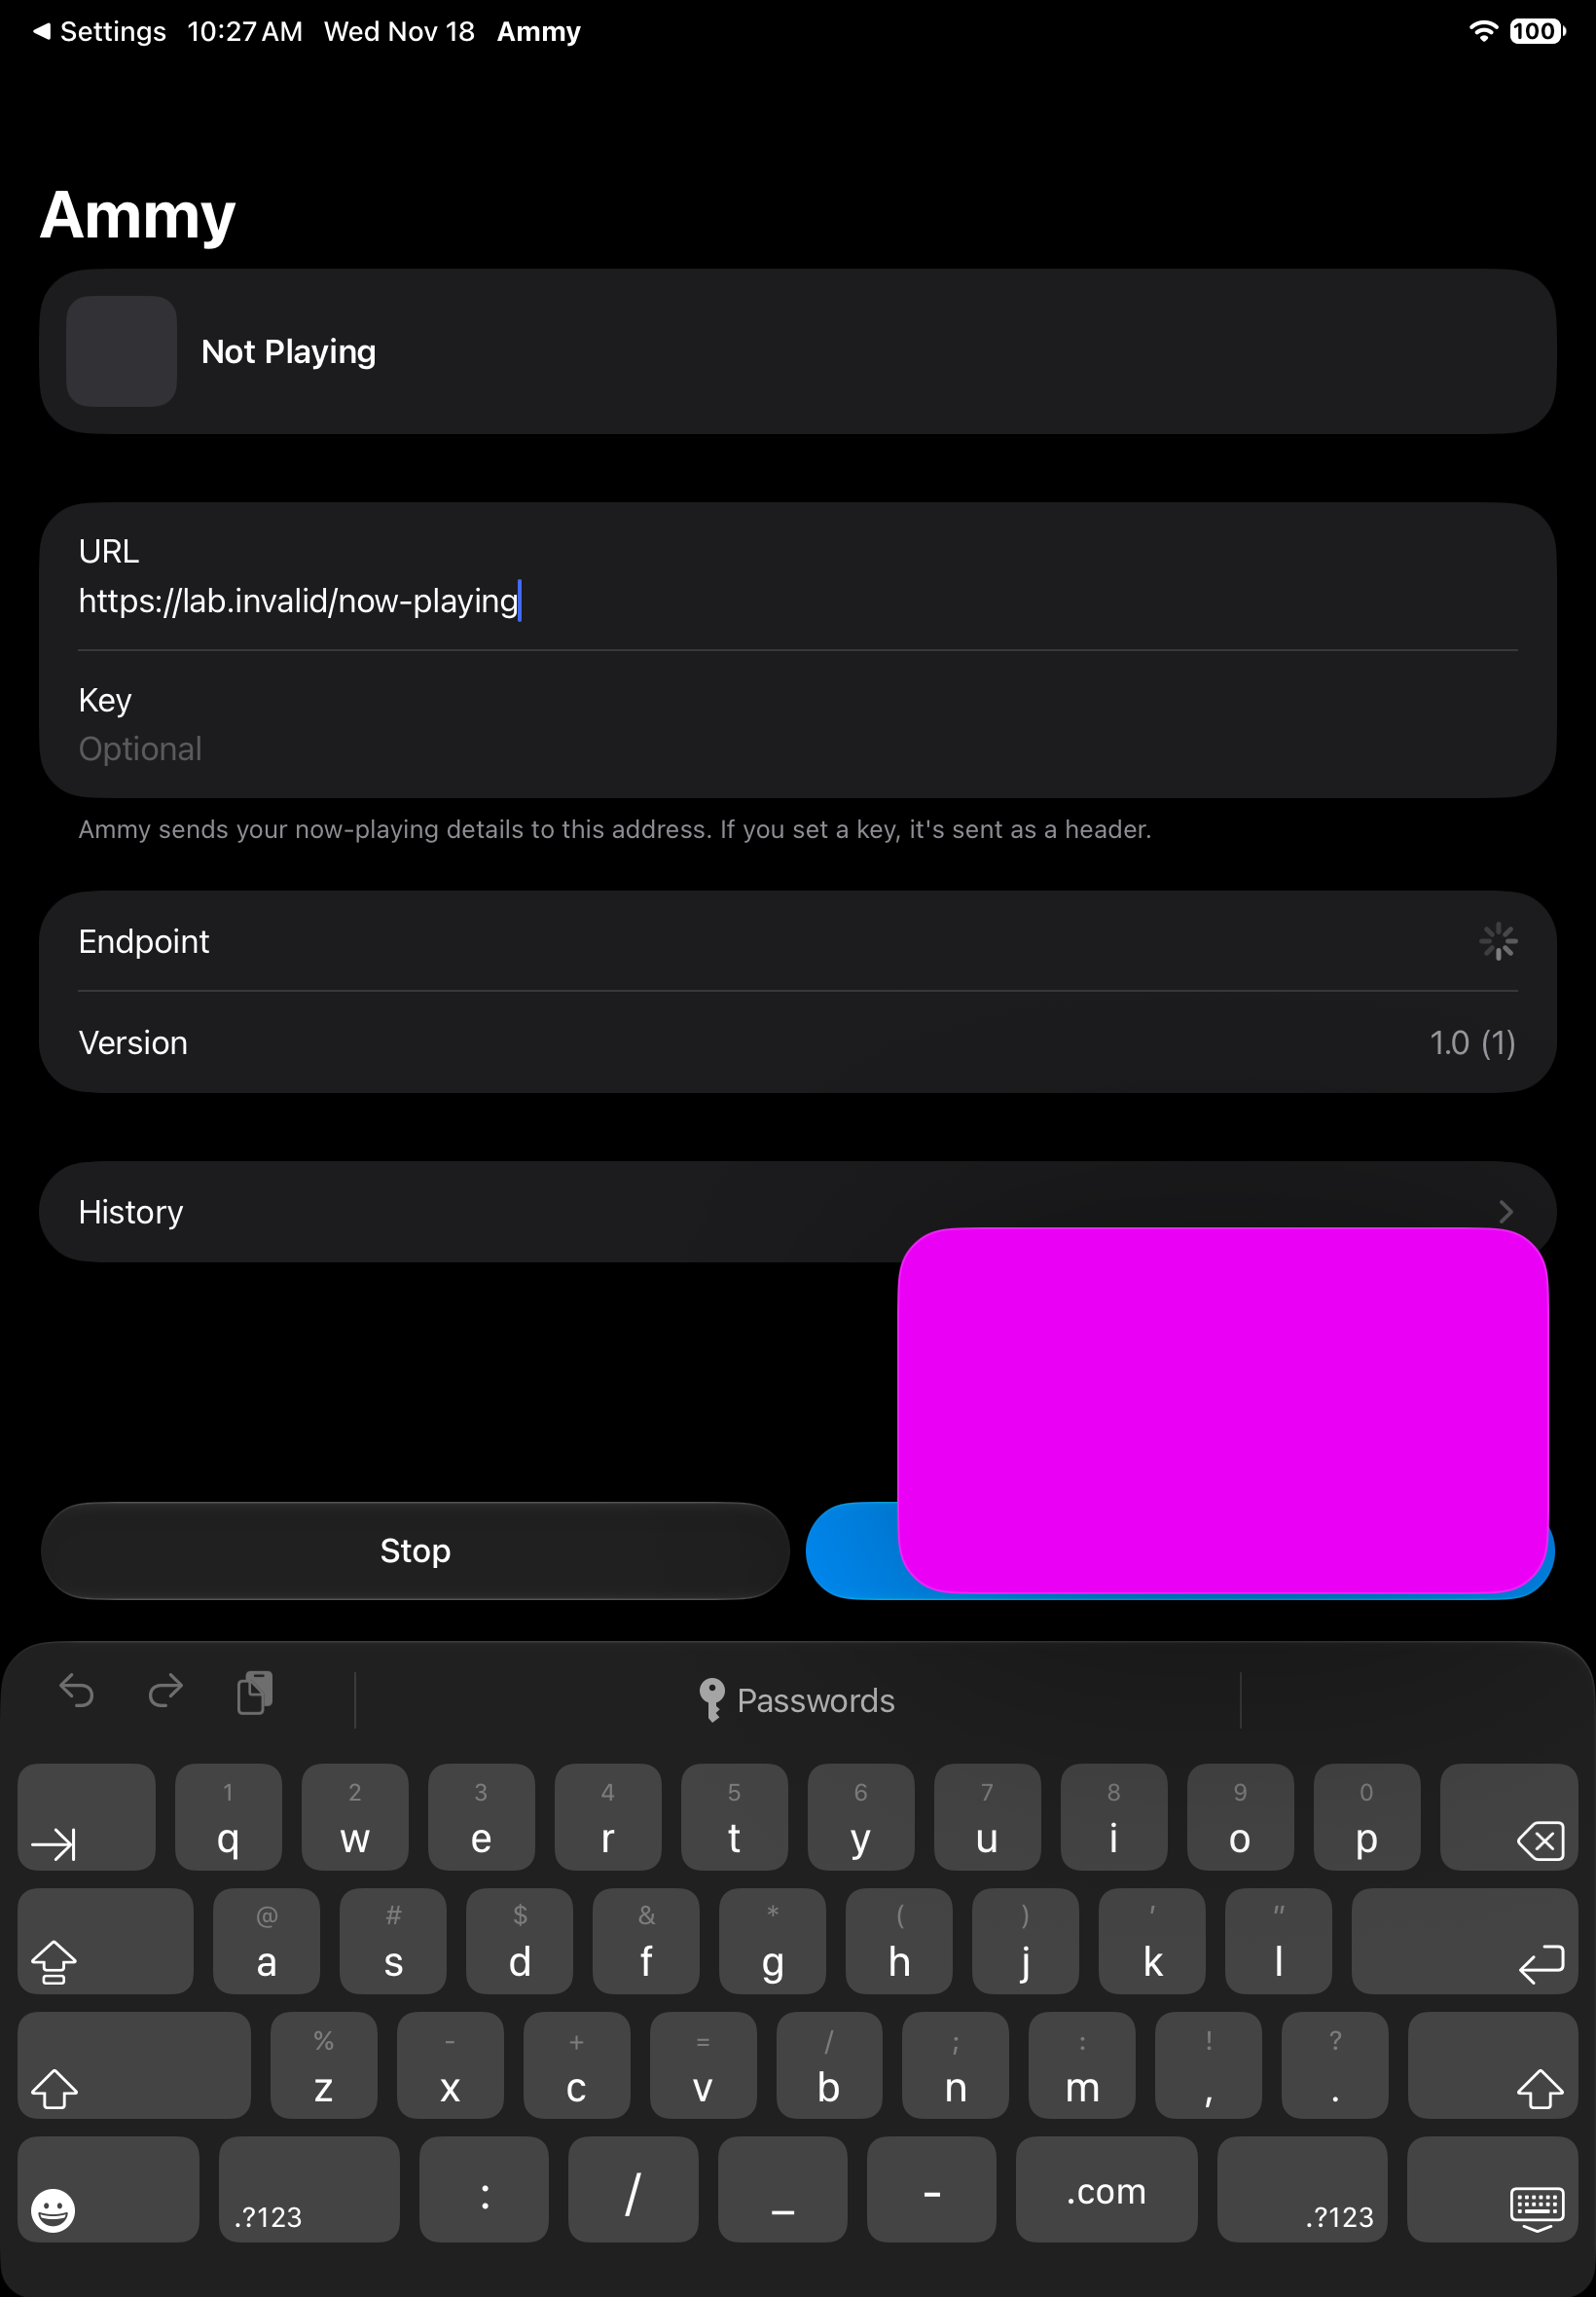 Settings 10:27 AM Wed Nov 18 Ammy
100
Ammy
Not Playing
URL
https://lab.invalid/now-playing
Key
Optional
Ammy sends your now-playing details to this address. If you set a key, it's sent as a header.
Endpoint
Version 1.0 (1)
History
Stop
Passwords
1 2 3 4 5 6 7 8 9 0
q w e r t y u i o p
@ # $ & * ( ) ' "
a s d f g h j k l
% - + = / ; : ! ?
z x c v b n m , .
.?123 : / _ - .com .?123